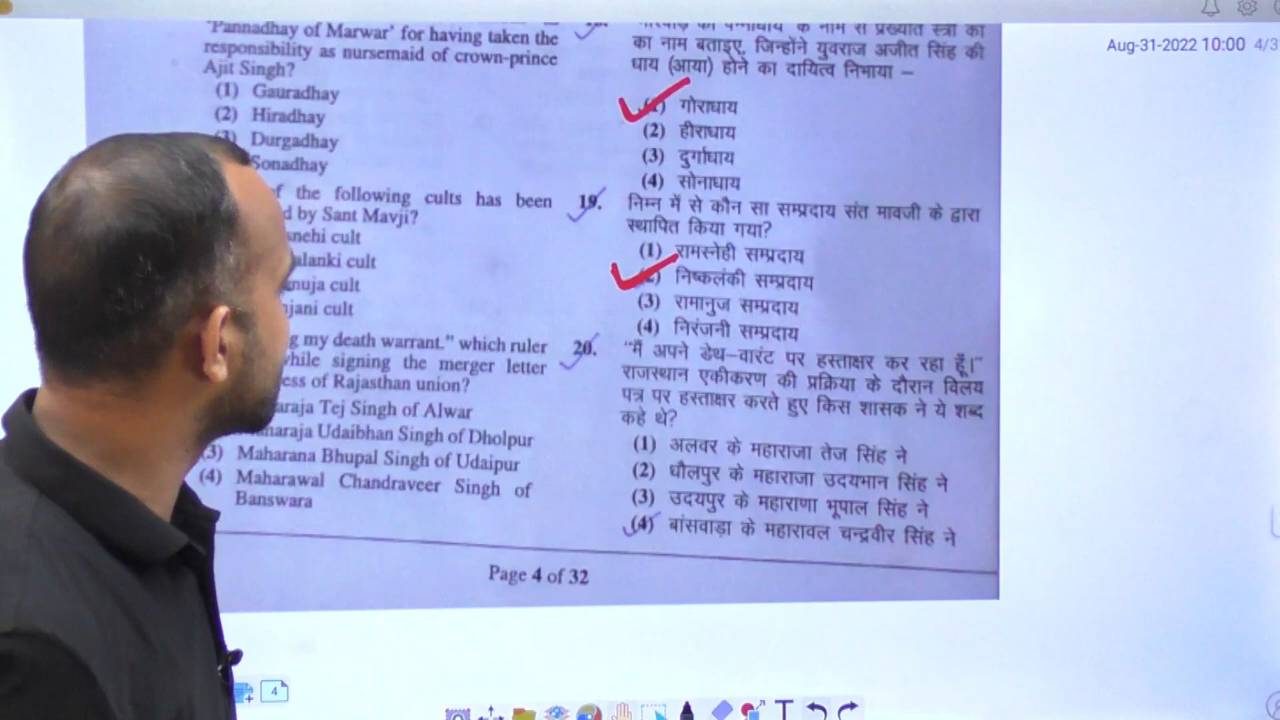 Aug-31-2022 10:00 4/3
'Pannadhay of Marwar' for having taken the
responsibility as nursemaid of crown-prince
Ajit Singh?
(1) Gauradhay
(2) Hiradhay
Durgadhay
Sonadhay
the following cults has been
by Sant Mavji?
cult
cult
cult
cult
my death warrant." which ruler
while signing the merger letter
of Rajasthan union?
Tej Singh of Alwar
Udaibhan Singh of Dholpur
(3) Maharana Bhupal Singh of Udaipur
(4) Maharawal Chandraveer Singh of
Banswara
के नाम से प्रख्यात स्त्री का
का नाम बताइए, जिन्होंने युवराज अजीत सिंह की
धाय (आया) होने का दायित्व निभाया –
गोराधाय
(2) हीराधाय
(3) दुर्गाधाय
(4) सोनाधाय
19. निम्न में से कौन सा सम्प्रदाय संत मावजी के द्वारा
स्थापित किया गया?
(1) रामस्नेही सम्प्रदाय
निष्कलंकी सम्प्रदाय
(3) रामानुज सम्प्रदाय
(4) निरंजनी सम्प्रदाय
20. "मैं अपने डेथ–वारंट पर हस्ताक्षर कर रहा हूँ।"
राजस्थान एकीकरण की प्रक्रिया के दौरान विलय
पत्र पर हस्ताक्षर करते हुए किस शासक ने ये शब्द
कहे थे?
(1) अलवर के महाराजा तेज सिंह ने
(2) धौलपुर के महाराजा उदयभान सिंह ने
(3) उदयपुर के महाराणा भूपाल सिंह ने
(4) बांसवाड़ा के महारावल चन्द्रवीर सिंह ने
Page 4 of 32
4